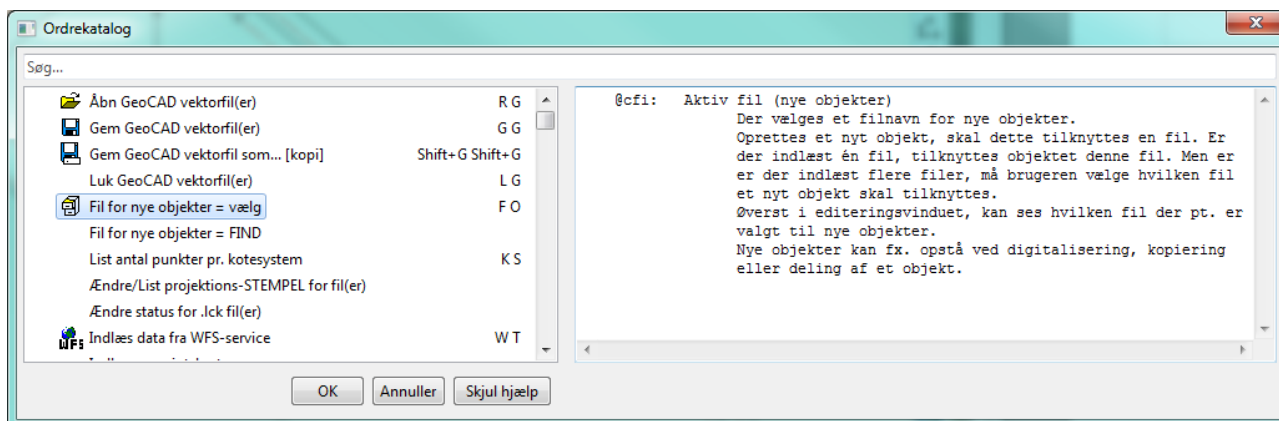 Ordrekatalog
Søg...
Åbn GeoCAD vektorfil(er) R G
Gem GeoCAD vektorfil(er) G G
Gem GeoCAD vektorfil som... [kopi] Shift+G Shift+G
Luk GeoCAD vektorfil(er) L G
Fil for nye objekter = vælg F O
Fil for nye objekter = FIND
List antal punkter pr. kotesystem K S
Ændre/List projektions-STEMPEL for fil(er)
Ændre status for .lck fil(er)
WFS Indlæs data fra WFS-service W T
@cfi: Aktiv fil (nye objekter)
Der vælges et filnavn for nye objekter.
Oprettes et nyt objekt, skal dette tilknyttes en fil. Er
der indlæst én fil, tilknyttes objektet denne fil. Men er
er der indlæst flere filer, må brugeren vælge hvilken fil
et nyt objekt skal tilknyttes.
Øverst i editeringsvinduet, kan ses hvilken fil der pt. er
valgt til nye objekter.
Nye objekter kan fx. opstå ved digitalisering, kopiering
eller deling af et objekt.
OK Annuller Skjul hjælp